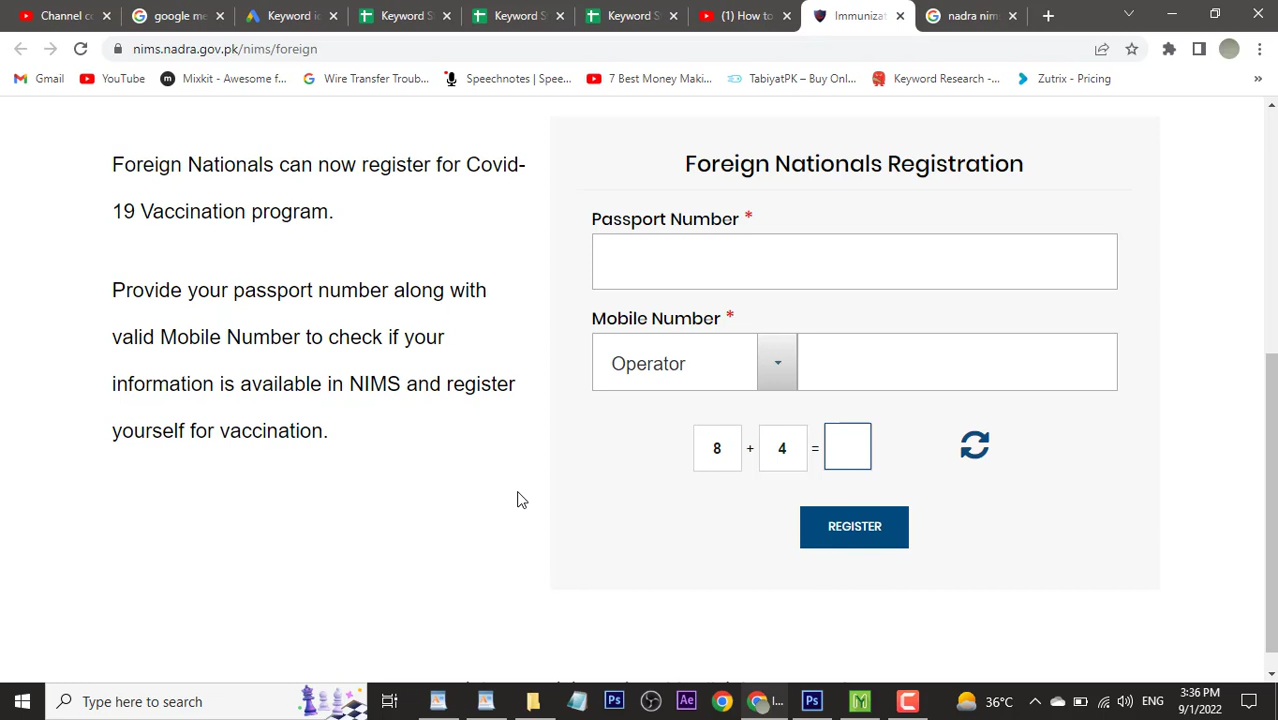 Channel co
google me
Keyword id
Keyword S
Keyword S
Keyword S
(1) How to
Immunizat
nadra nim
nims.nadra.gov.pk/nims/foreign
Gmail
YouTube
Mixkit - Awesome f...
Wire Transfer Troub...
Speechnotes | Spee...
7 Best Money Maki...
TabiyatPK – Buy Onl...
Keyword Research -...
Zutrix - Pricing
»
Foreign Nationals can now register for Covid-
19 Vaccination program.
Provide your passport number along with
valid Mobile Number to check if your
information is available in NIMS and register
yourself for vaccination.
Foreign Nationals Registration
Passport Number *
Mobile Number *
Operator
8 + 4 =
REGISTER
Type here to search
36°C
ENG
3:36 PM
9/1/2022